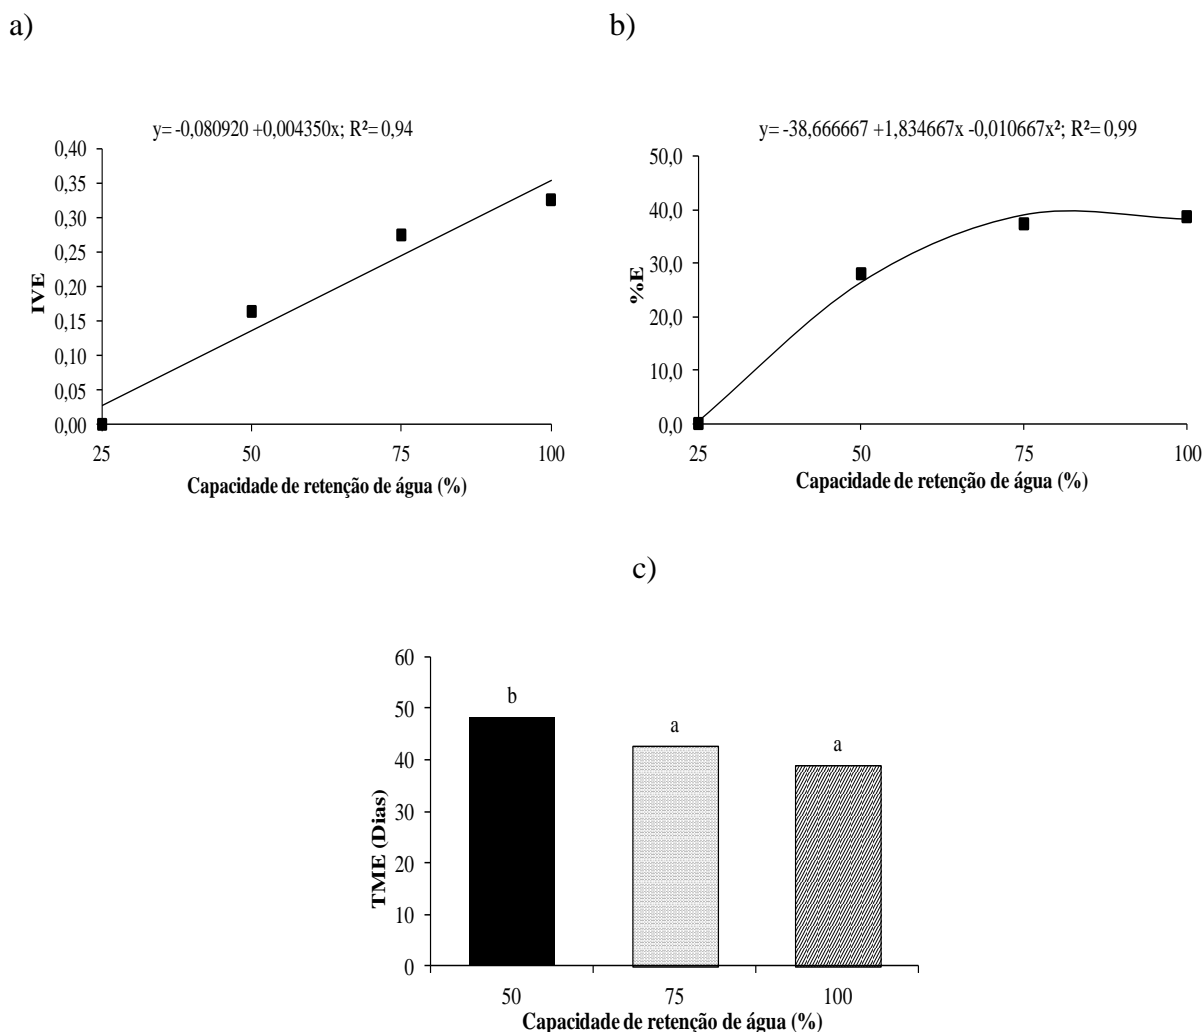 a)
b)
y= -0,080920 +0,004350x; R²= 0,94
0,40
0,35
0,30
0,25
0,20
0,15
0,10
0,05
0,00
IVE
25 50 75 100
Capacidade de retenção de água (%)
y= -38,666667 +1,834667x -0,010667x²; R²= 0,99
50,0
40,0
30,0
20,0
10,0
0,0
%E
25 50 75 100
Capacidade de retenção de água (%)
c)
60
50
40
30
20
10
0
TME (Dias)
b
a
a
50 75 100
Capacidade de retenção de água (%)